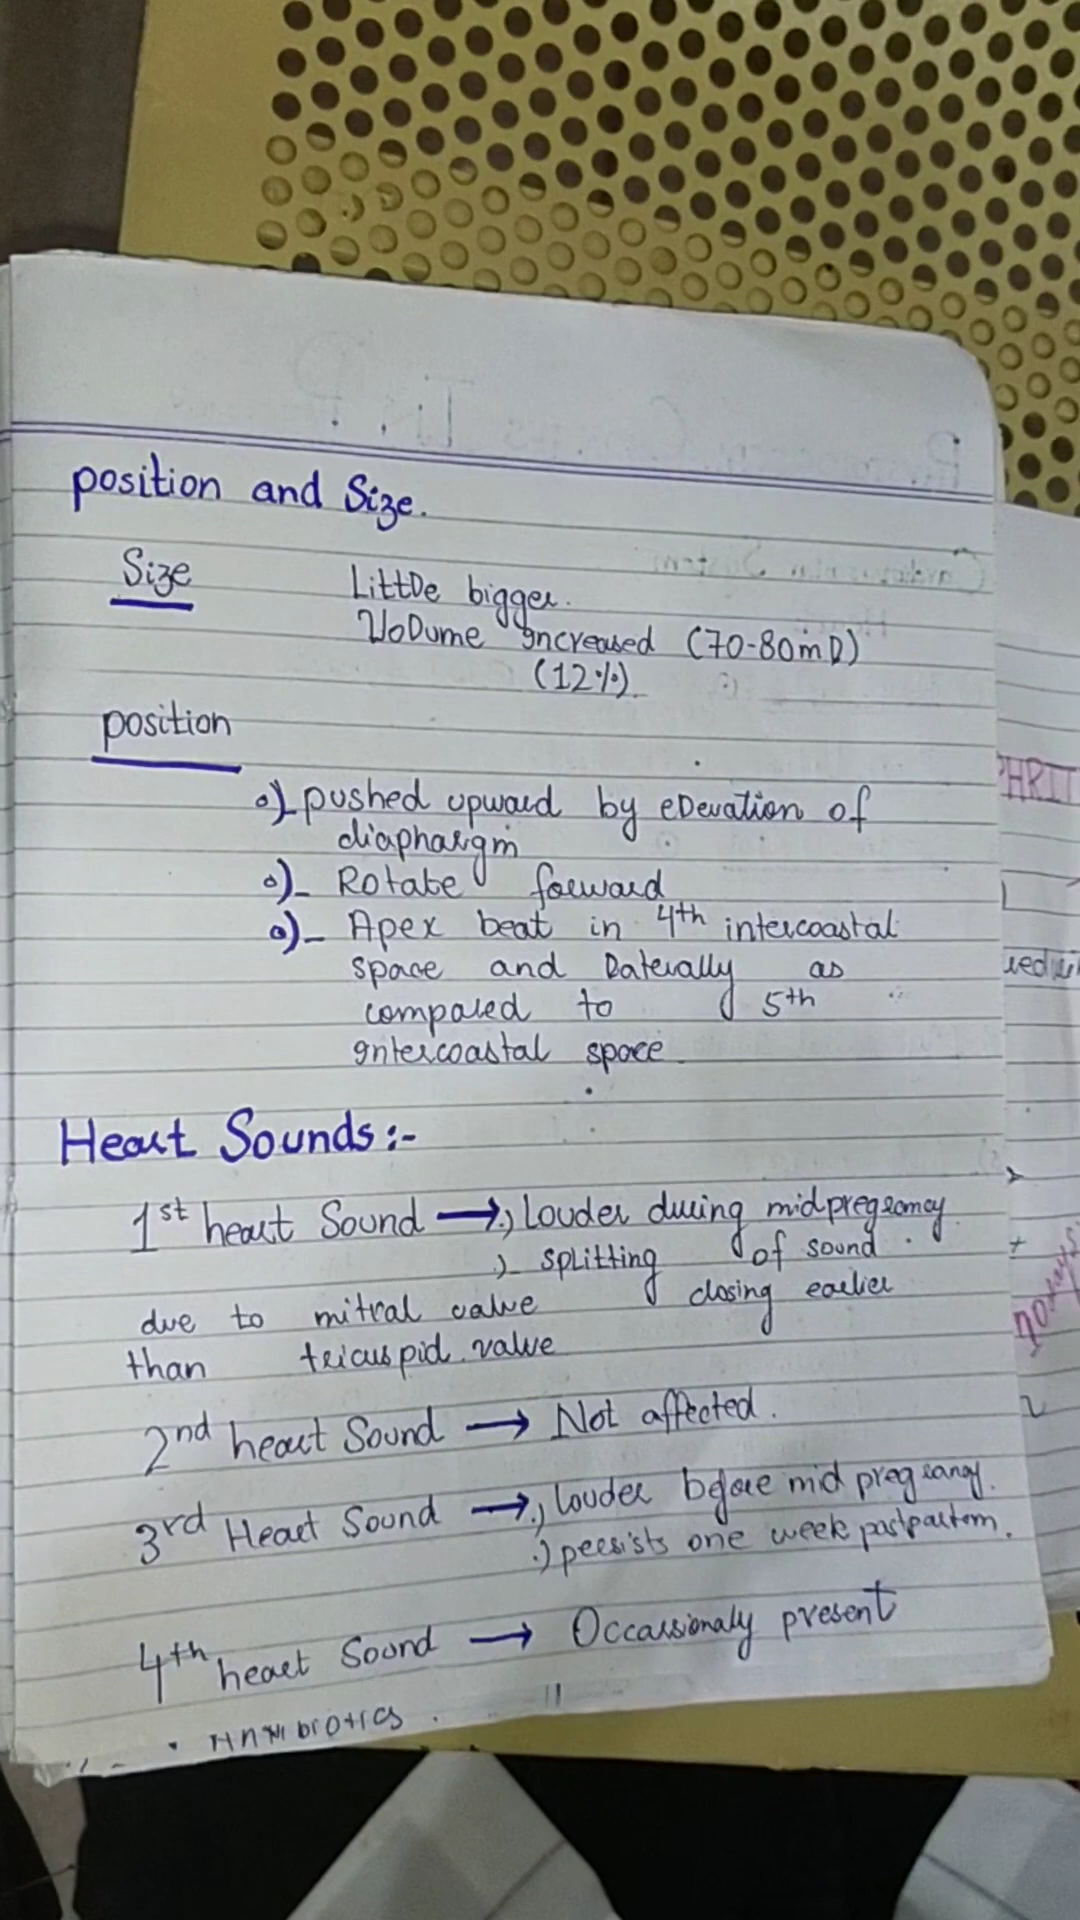 position and Size.
Size Little bigger.
Volume increased (70-80ml)
(12%)
position
pushed upward by elevation of
diaphargm
Rotate forward
Apex beat in 4th intercoastal
space and laterally as
compared to 5th
intercoastal space.
Heart Sounds:-
1st heart Sound → Louder during midpregnancy
splitting of sound.
due to mitral valve closing earlier
than tricuspid valve
2nd heart Sound → Not affected.
3rd Heart Sound → louder before mid pregnancy.
persists one week postpartem.
4th heart Sound → Occassionaly present
PHRIT